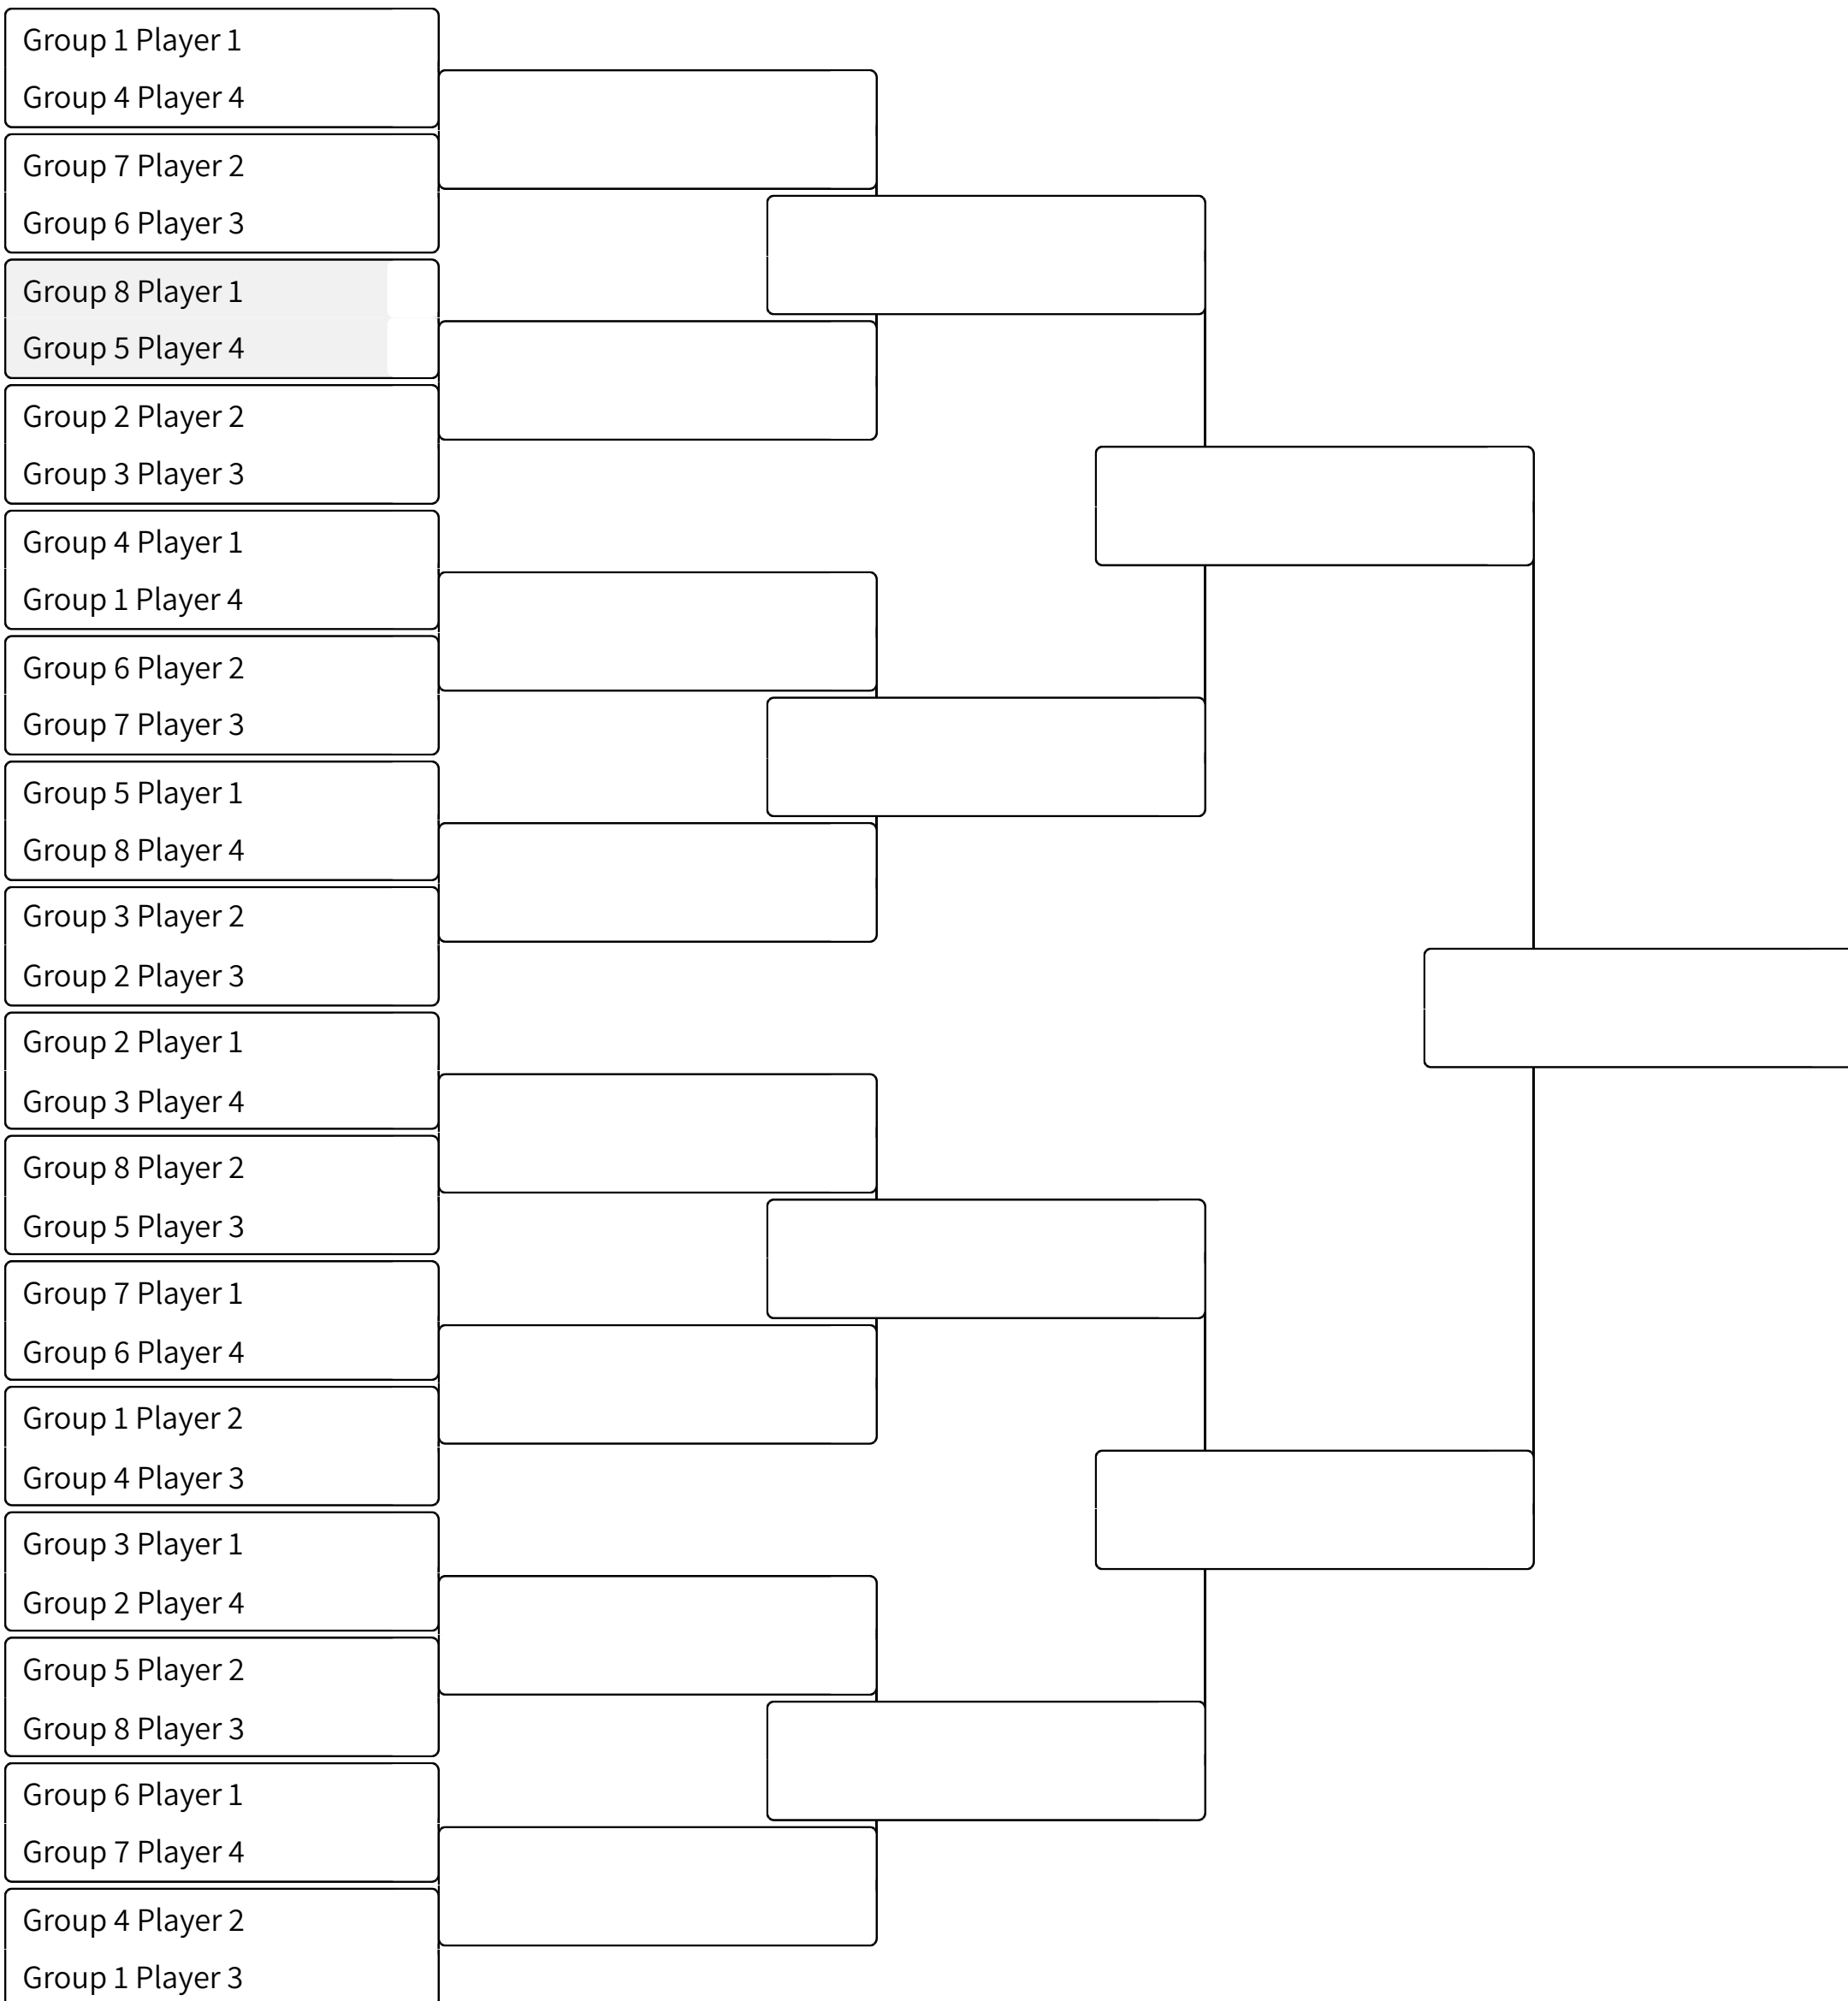 Group 1 Player 1
Group 4 Player 4
Group 7 Player 2
Group 6 Player 3
Group 8 Player 1
Group 5 Player 4
Group 2 Player 2
Group 3 Player 3
Group 4 Player 1
Group 1 Player 4
Group 6 Player 2
Group 7 Player 3
Group 5 Player 1
Group 8 Player 4
Group 3 Player 2
Group 2 Player 3
Group 2 Player 1
Group 3 Player 4
Group 8 Player 2
Group 5 Player 3
Group 7 Player 1
Group 6 Player 4
Group 1 Player 2
Group 4 Player 3
Group 3 Player 1
Group 2 Player 4
Group 5 Player 2
Group 8 Player 3
Group 6 Player 1
Group 7 Player 4
Group 4 Player 2
Group 1 Player 3